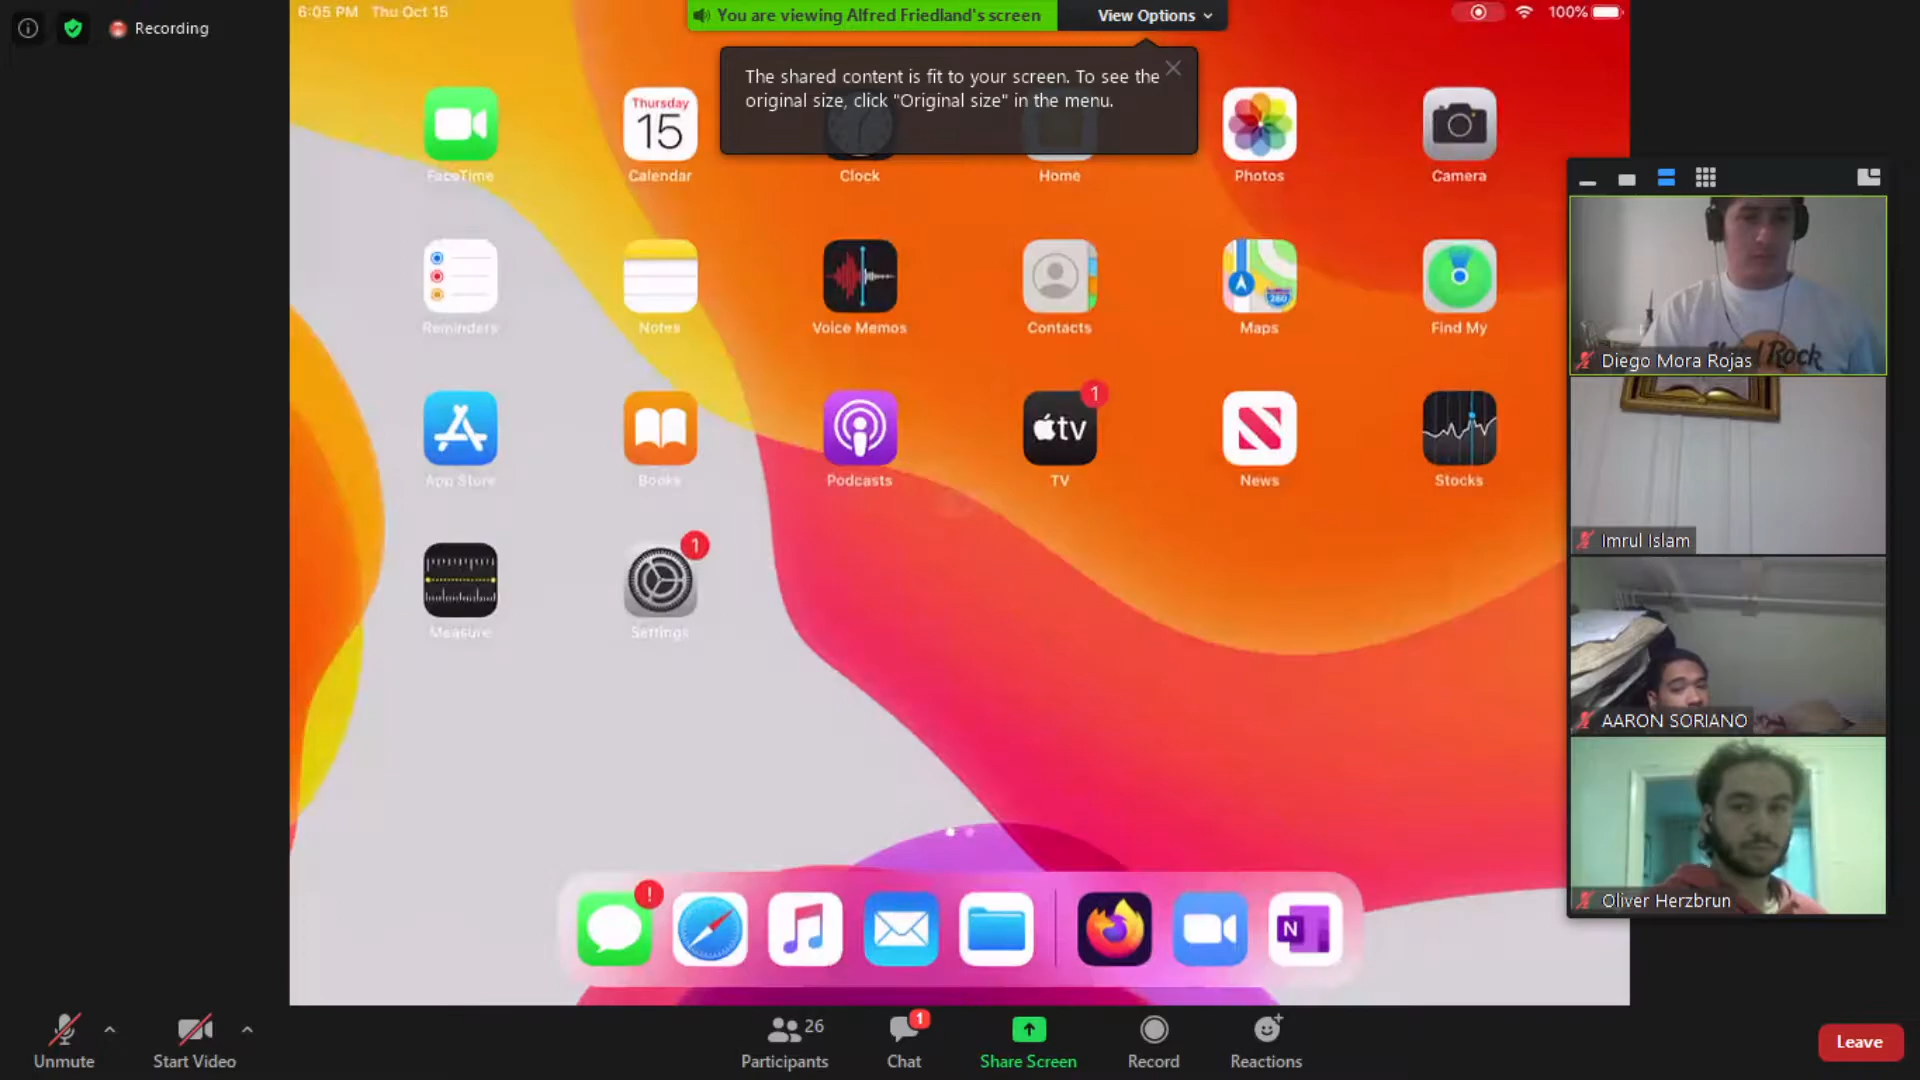 Recording
6:05 PM Thu Oct 15
You are viewing Alfred Friedland's screen
View Options
100%
The shared content is fit to your screen. To see the
original size, click "Original size" in the menu.
Thursday
15
FaceTime
Calendar
Clock
Home
Photos
Camera
280
Reminders
Notes
Voice Memos
Contacts
Maps
Find My
tv
1
App Store
Books
Podcasts
TV
News
Stocks
1
Measure
Settings
!
N
Rock
Diego Mora Rojas
Imrul Islam
AARON SORIANO
Oliver Herzbrun
Unmute
Start Video
26
Participants
1
Chat
Share Screen
Record
Reactions
Leave